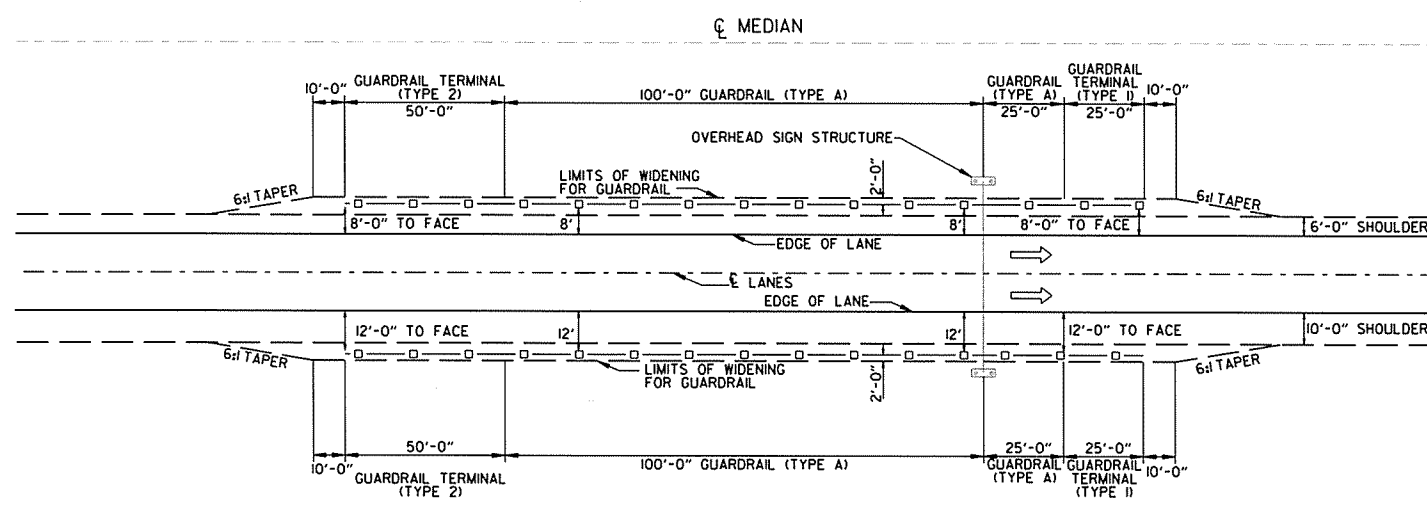 ℄ MEDIAN
10'-0"
GUARDRAIL TERMINAL
(TYPE 2)
50'-0"
100'-0" GUARDRAIL (TYPE A)
GUARDRAIL
(TYPE A)
25'-0"
GUARDRAIL
TERMINAL
(TYPE 1)
25'-0"
10'-0"
OVERHEAD SIGN STRUCTURE
LIMITS OF WIDENING
FOR GUARDRAIL
2'-0"
6:1 TAPER
6:1 TAPER
8'-0" TO FACE
8'
8'
8'-0" TO FACE
6'-0" SHOULDER
EDGE OF LANE
℄ LANES
EDGE OF LANE
12'-0" TO FACE
12'
12'
12'-0" TO FACE
10'-0" SHOULDER
6:1 TAPER
6:1 TAPER
LIMITS OF WIDENING
FOR GUARDRAIL
2'-0"
10'-0"
50'-0"
GUARDRAIL TERMINAL
(TYPE 2)
100'-0" GUARDRAIL (TYPE A)
25'-0"
GUARDRAIL
(TYPE A)
25'-0"
GUARDRAIL
TERMINAL
(TYPE 1)
10'-0"